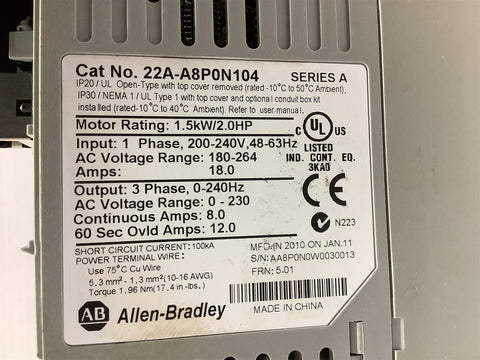 Cat No. 22A-A8P0N104 SERIES A
IP20 / UL Open-Type with top cover removed (rated -10°C to 50°C Ambient).
IP30 / NEMA 1 / UL Type 1 with top cover and optional conduit box kit
installed (rated-10°C to 40°C Ambient). Refer to user-manual.
Motor Rating: 1.5kW/2.0HP
Input: 1 Phase, 200-240V,48-63Hz
AC Voltage Range: 180-264
Amps: 18.0
Output: 3 Phase, 0-240Hz
AC Voltage Range: 0 - 230
Continuous Amps: 8.0
60 Sec Ovld Amps: 12.0
C UL US ®
LISTED
IND. CONT. EQ.
3KA0
CE N223
SHORT CIRCUIT CURRENT: 100kA
POWER TERMINAL WIRE:
Use 75°C Cu Wire
5.3 mm² - 1.3 mm² (10-16 AWG)
Torque 1.96 Nm(17.4 in.-lbs.)
MFD IN 2010 ON JAN.11
S/N: AA8P0N0W0030013
FRN: 5.01
AB Allen-Bradley MADE IN CHINA